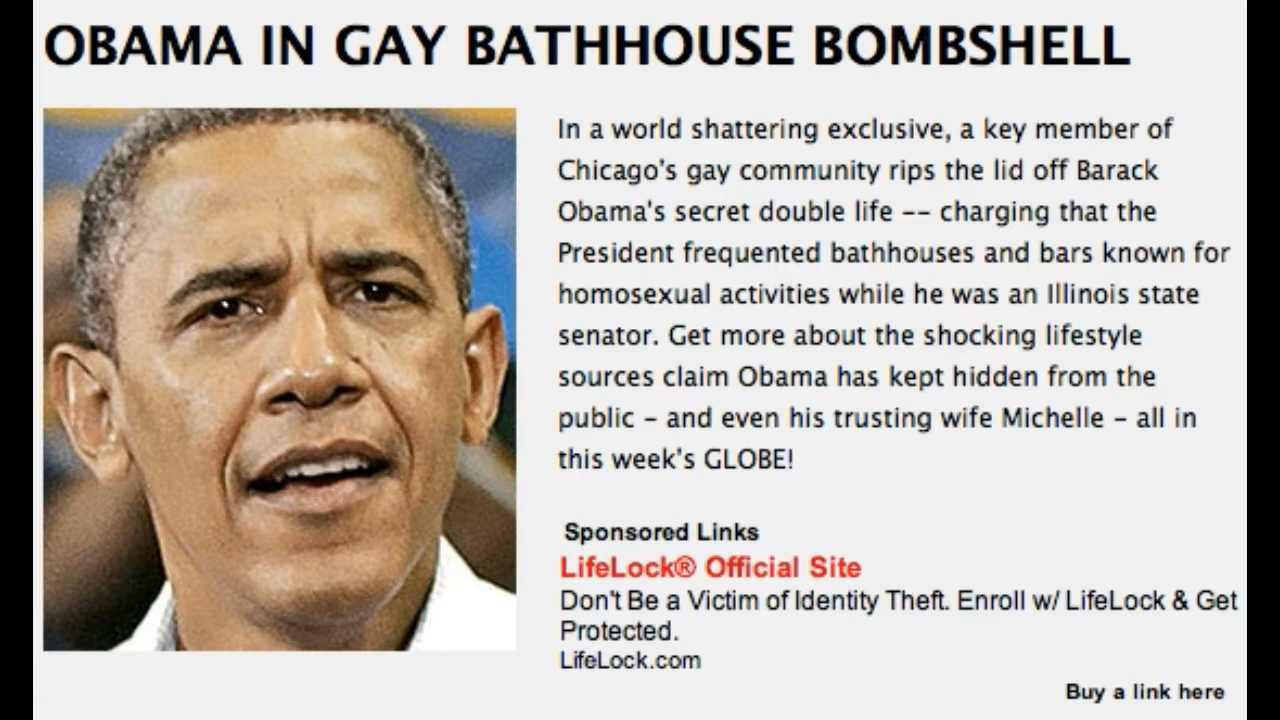 OBAMA IN GAY BATHHOUSE BOMBSHELL
In a world shattering exclusive, a key member of
Chicago's gay community rips the lid off Barack
Obama's secret double life -- charging that the
President frequented bathhouses and bars known for
homosexual activities while he was an Illinois state
senator. Get more about the shocking lifestyle
sources claim Obama has kept hidden from the
public – and even his trusting wife Michelle – all in
this week's GLOBE!
Sponsored Links
LifeLock® Official Site
Don't Be a Victim of Identity Theft. Enroll w/ LifeLock & Get
Protected.
LifeLock.com
Buy a link here